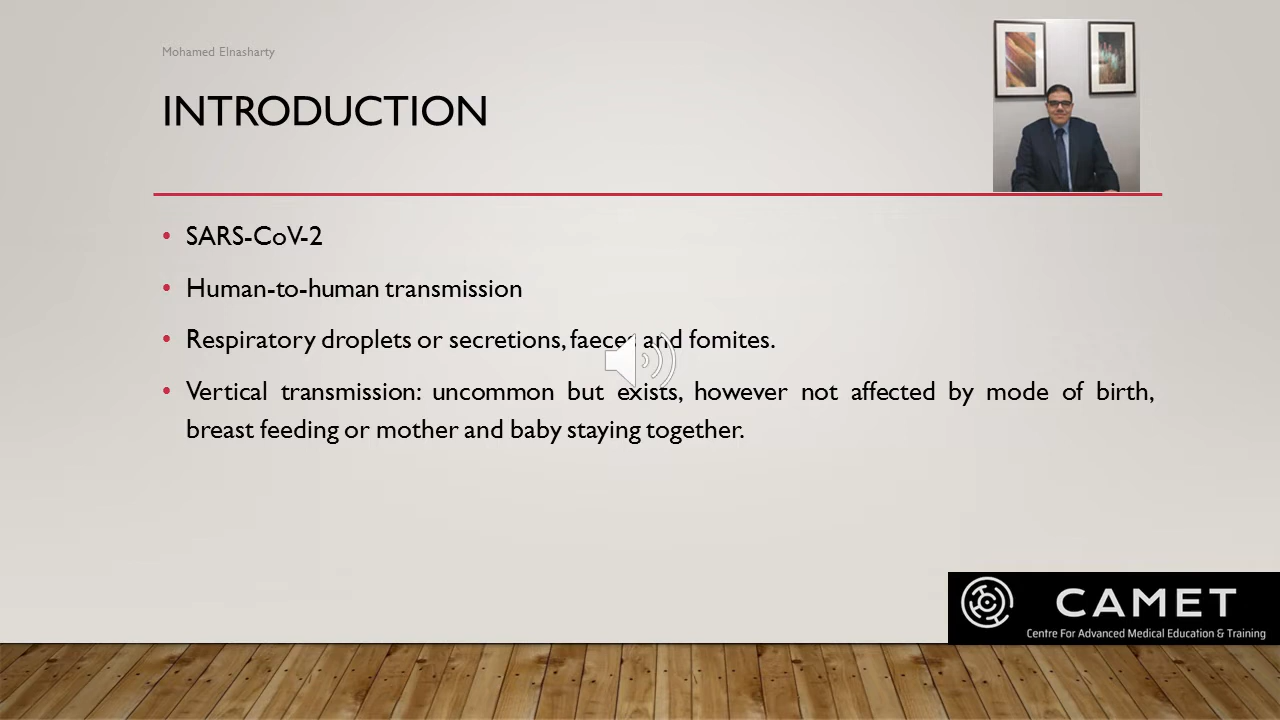 Mohamed Elnasharty
INTRODUCTION
• SARS-CoV-2
• Human-to-human transmission
• Respiratory droplets or secretions, faeces and fomites.
• Vertical transmission: uncommon but exists, however not affected by mode of birth,
breast feeding or mother and baby staying together.
CAMET
Centre For Advanced Medical Education & Training